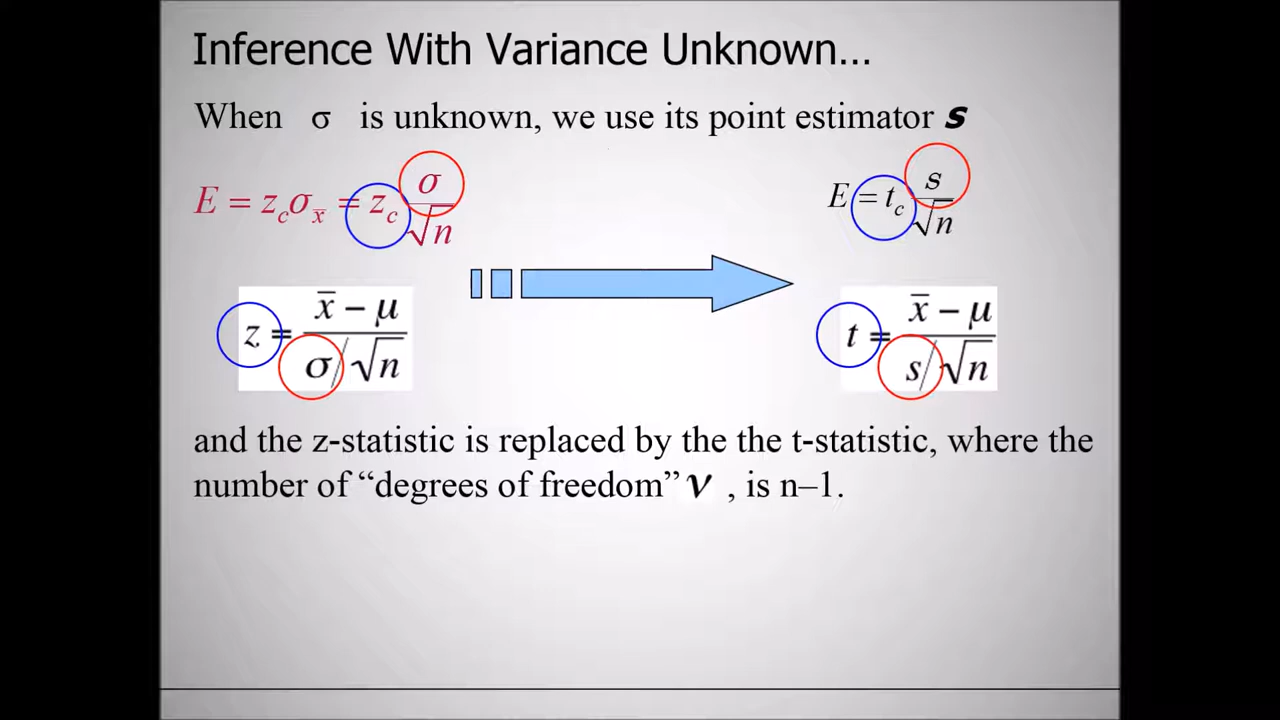 Inference With Variance Unknown...
When σ is unknown, we use its point estimator s
E = z_c σ_x̄ = z_c σ/√n
E = t_c s/√n
z = (x̄ − μ)/(σ/√n)
t = (x̄ − μ)/(s/√n)
and the z-statistic is replaced by the the t-statistic, where the
number of “degrees of freedom” ν , is n–1.